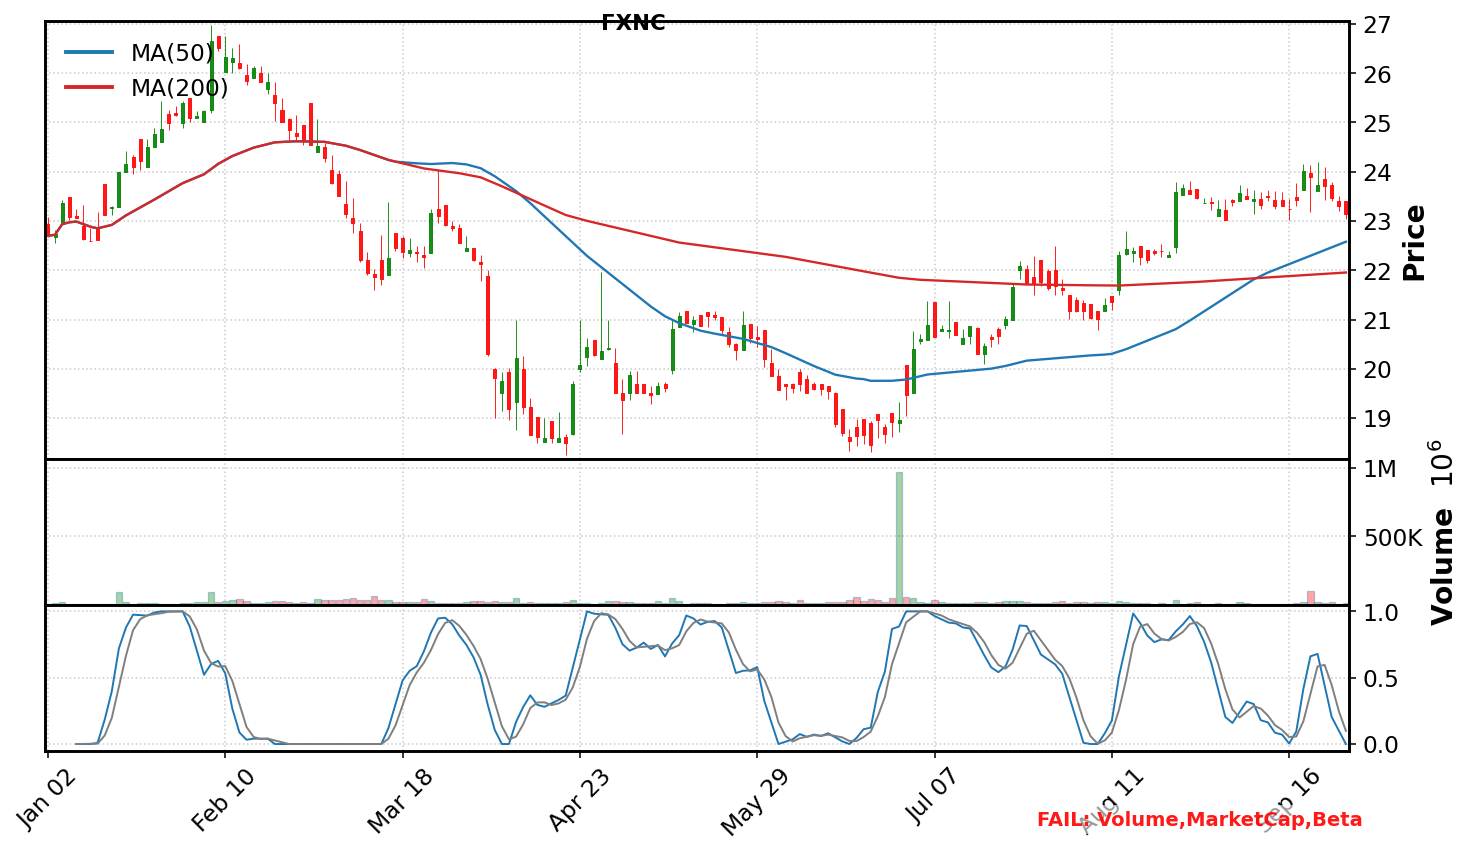 FXNC
MA(50)
MA(200)
27
26
25
24
23
22
21
20
19
Price
1M
500K
Volume 10^6
1.0
0.5
0.0
Jan 02
Feb 10
Mar 18
Apr 23
May 29
Jul 07
Aug 11
Sep 16
FAIL: Volume,MarketCap,Beta